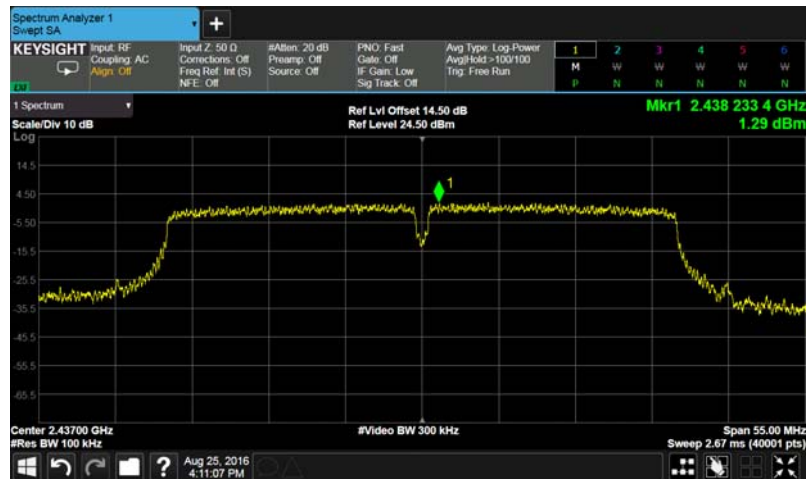 Spectrum Analyzer 1
Swept SA
KEYSIGHT
Input: RF
Coupling: AC
Align: Off
Input Z: 50 Ω
Corrections: Off
Freq Ref: Int (S)
NFE: Off
#Atten: 20 dB
Preamp: Off
Source: Off
PNO: Fast
Gate: Off
IF Gain: Low
Sig Track: Off
Avg Type: Log-Power
Avg|Hold:>100/100
Trig: Free Run
1 2 3 4 5 6
M W W W W W
P N N N N N
1 Spectrum
Scale/Div 10 dB
Ref Lvl Offset 14.50 dB
Ref Level 24.50 dBm
Mkr1 2.438 233 4 GHz
1.29 dBm
Log
14.5
4.50
-5.50
-15.5
-25.5
-35.5
-45.5
-55.5
-65.5
1
Center 2.43700 GHz
#Res BW 100 kHz
#Video BW 300 kHz
Span 55.00 MHz
Sweep 2.67 ms (40001 pts)
?
Aug 25, 2016
4:11:07 PM